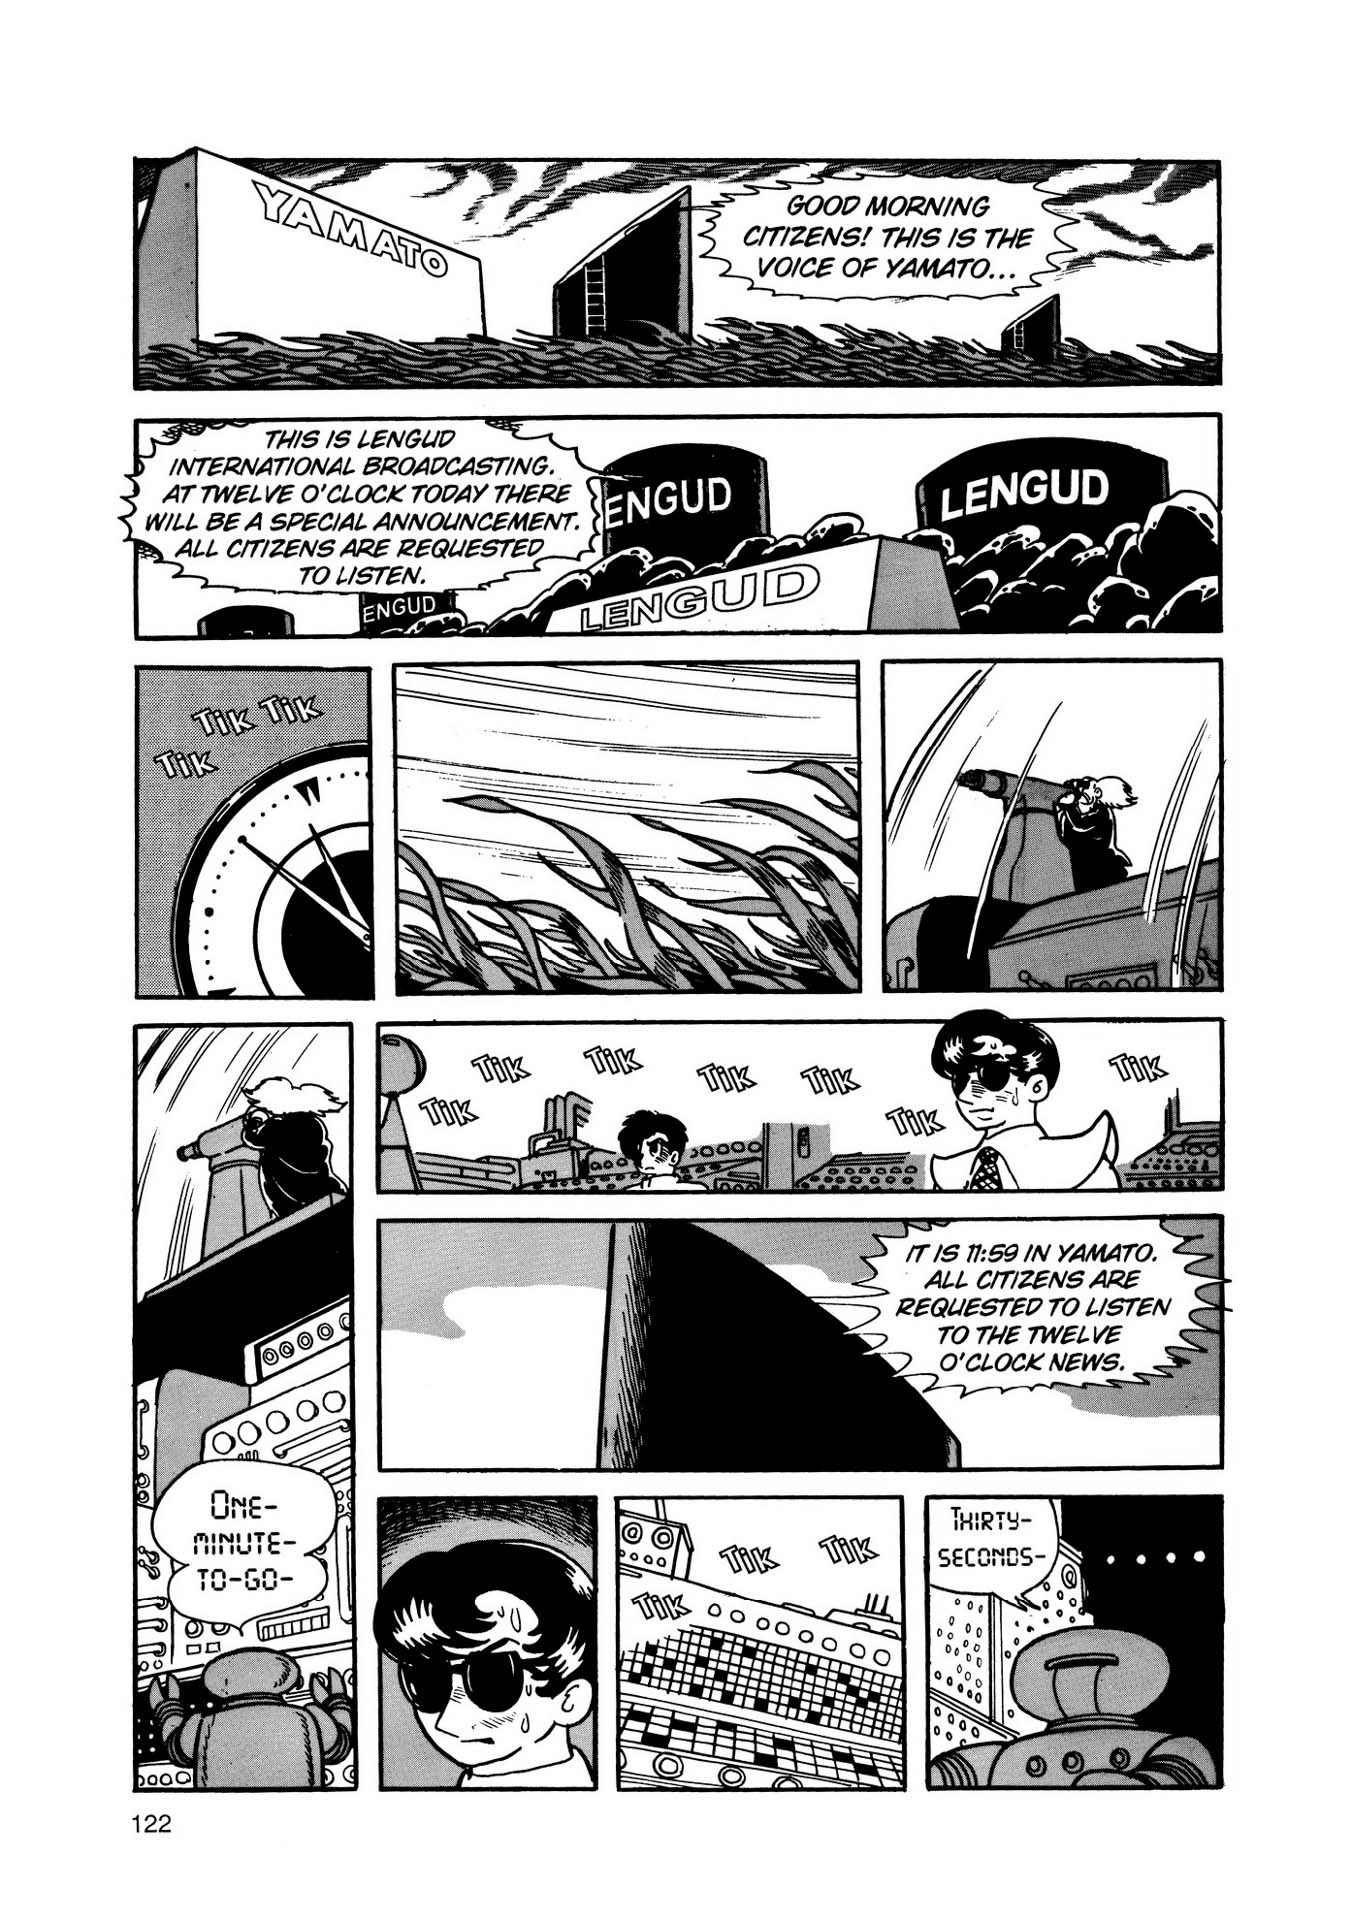 YAMATO
GOOD MORNING
CITIZENS! THIS IS THE
VOICE OF YAMATO...
THIS IS LENGUD
INTERNATIONAL BROADCASTING.
AT TWELVE O'CLOCK TODAY THERE
WILL BE A SPECIAL ANNOUNCEMENT.
ALL CITIZENS ARE REQUESTED
TO LISTEN.
ENGUD
LENGUD
ENGUD
LENGUD
TIK TIK
TIK
TIK
TIK
TIK
TIK
TIK
TIK
TIK
IT IS 11:59 IN YAMATO.
ALL CITIZENS ARE
REQUESTED TO LISTEN
TO THE TWELVE
O'CLOCK NEWS.
ONE-
MINUTE-
TO-GO-
TIK
TIK
TIK
THIRTY-
SECONDS-
122